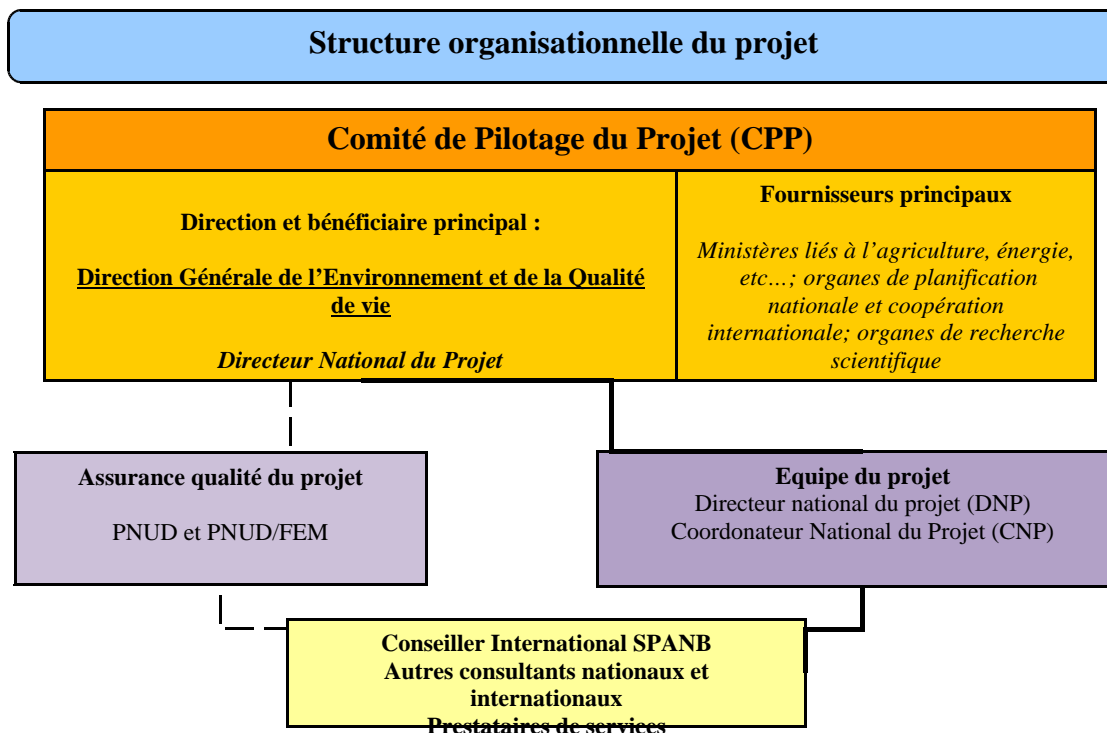 Structure organisationnelle du projet
Comité de Pilotage du Projet (CPP)
Direction et bénéficiaire principal :
Direction Générale de l'Environnement et de la Qualité
de vie
Directeur National du Projet
Fournisseurs principaux
Ministères liés à l'agriculture, énergie,
etc…; organes de planification
nationale et coopération
internationale; organes de recherche
scientifique
Assurance qualité du projet
PNUD et PNUD/FEM
Equipe du projet
Directeur national du projet (DNP)
Coordonateur National du Projet (CNP)
Conseiller International SPANB
Autres consultants nationaux et
internationaux
Prestataires de services